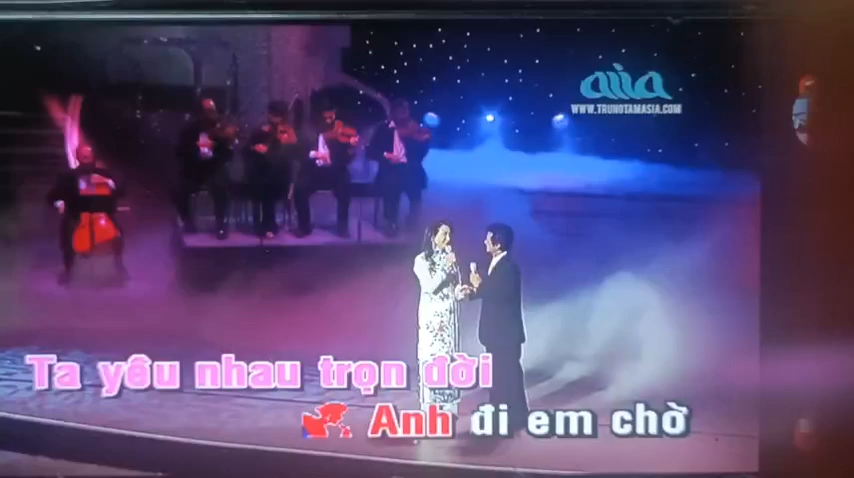 asia
WWW.TRUNGTAMASIA.COM
Ta yêu nhau trọn đời
Anh đi em chờ